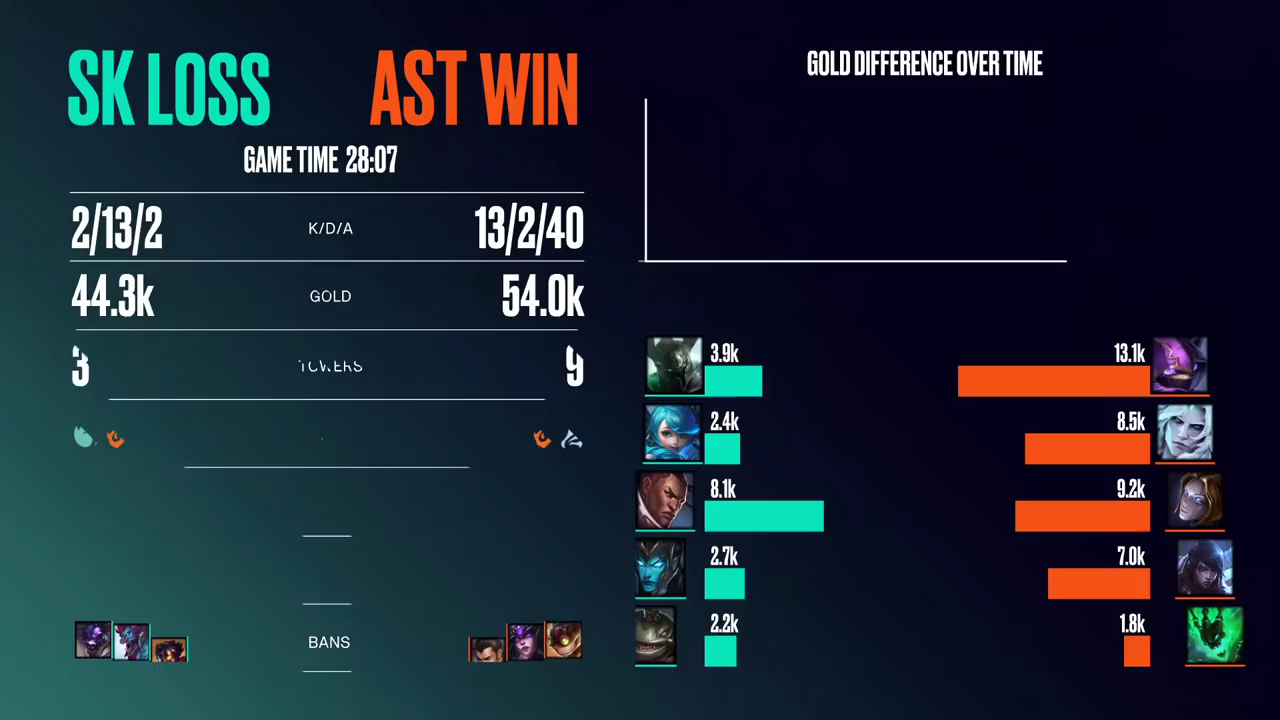 SK LOSS
AST WIN
GAME TIME 28:07
2/13/2 K/D/A 13/2/40
44.3k GOLD 54.0k
3 TOWERS 9
BANS
GOLD DIFFERENCE OVER TIME
3.9k 13.1k
2.4k 8.5k
8.1k 9.2k
2.7k 7.0k
2.2k 1.8k